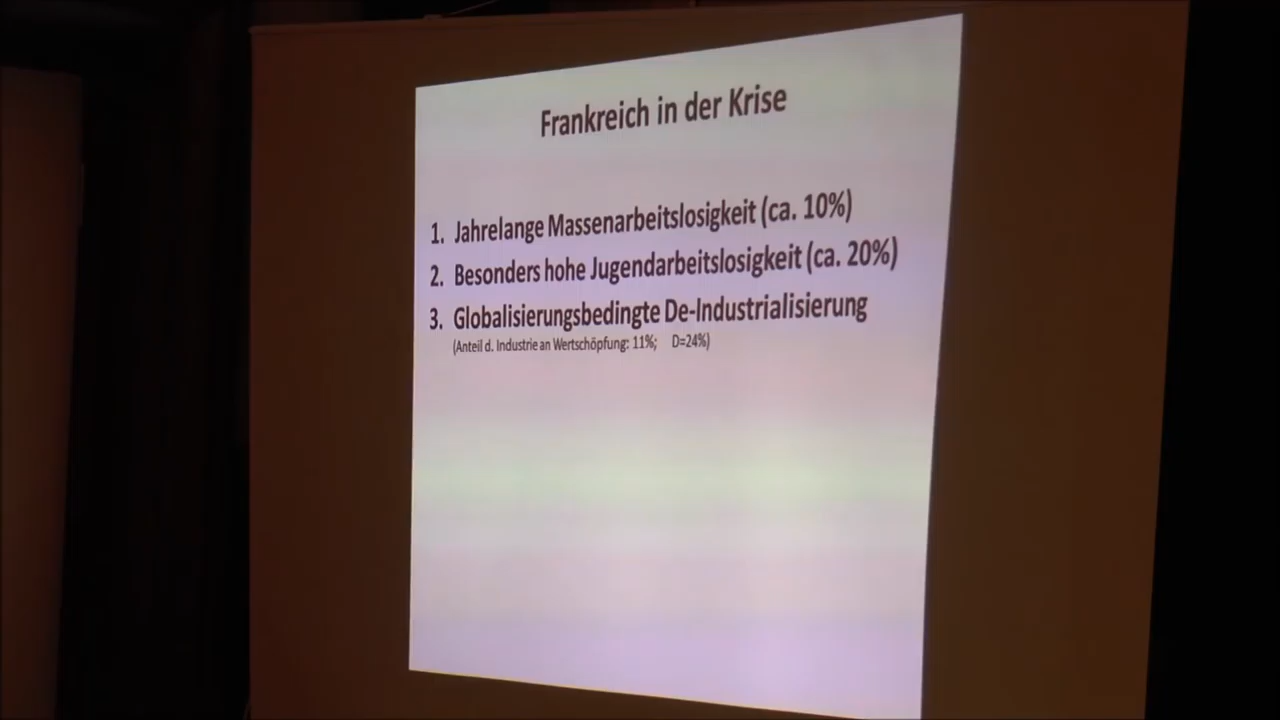 Frankreich in der Krise
1. Jahrelange Massenarbeitslosigkeit (ca. 10%)
2. Besonders hohe Jugendarbeitslosigkeit (ca. 20%)
3. Globalisierungsbedingte De-Industrialisierung
(Anteil d. Industrie an Wertschöpfung: 11%; D=24%)